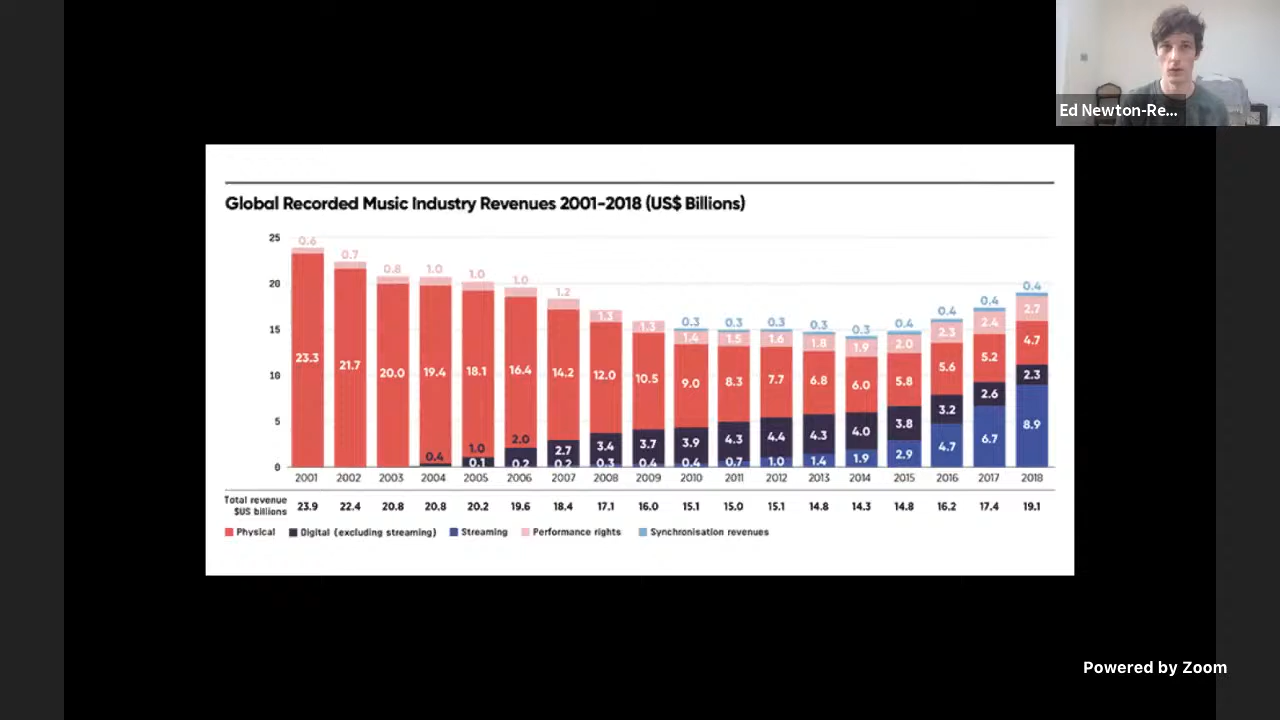 Ed Newton-Re...
Global Recorded Music Industry Revenues 2001-2018 (US$ Billions)
25
20
15
10
5
0
0.6 0.7 0.8 1.0 1.0 1.0 1.2 1.3 1.3 1.4 1.5 1.6 1.8 1.9 2.0 2.3 2.4 2.7
0.3 0.3 0.3 0.3 0.3 0.4 0.4 0.4 0.4
23.3 21.7 20.0 19.4 18.1 16.4 14.2 12.0 10.5 9.0 8.3 7.7 6.8 6.0 5.8 5.6 5.2 4.7
0.4 1.0 2.0 2.7 3.4 3.7 3.9 4.3 4.4 4.3 4.0 3.8 3.2 2.6 2.3
0.1 0.2 0.2 0.3 0.4 0.4 0.7 1.0 1.4 1.9 2.9 4.7 6.7 8.9
2001 2002 2003 2004 2005 2006 2007 2008 2009 2010 2011 2012 2013 2014 2015 2016 2017 2018
Total revenue
$US billions
23.9 22.4 20.8 20.8 20.2 19.6 18.4 17.1 16.0 15.1 15.0 15.1 14.8 14.3 14.8 16.2 17.4 19.1
Physical Digital (excluding streaming) Streaming Performance rights Synchronisation revenues
Powered by Zoom